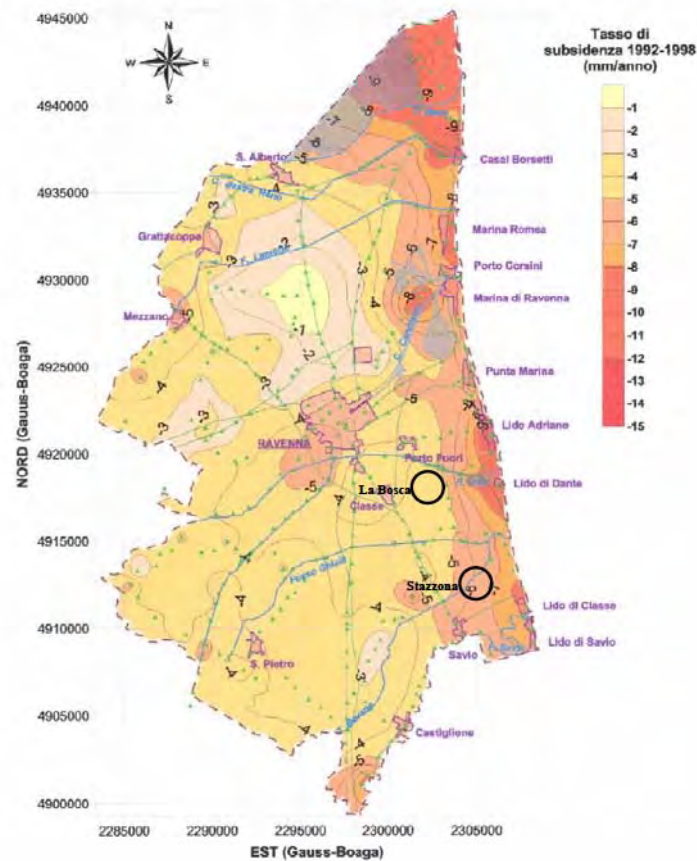 Tasso di
subsidenza 1992-1998
(mm/anno)
-1
-2
-3
-4
-5
-6
-7
-8
-9
-10
-11
-12
-14
-15
N
W
E
S
4945000
4940000
4935000
4930000
4925000
4920000
4915000
4910000
4905000
4900000
NORD (Gauus-Boaga)
2285000
2290000
2295000
2300000
2305000
EST (Gauss-Boaga)
S. Alberto
Casal Borsetti
Grattacoppa
Marina Romea
Porto Corsini
Marina di Ravenna
Mezzano
Punta Marina
Lido Adriano
RAVENNA
Porto Fuori
La Bosca
Classe
Lido di Dante
Fosso Ghiaia
Stazzona
Lido di Classe
Lido di Savio
Savio
S. Pietro
Castiglione
F. Lamone